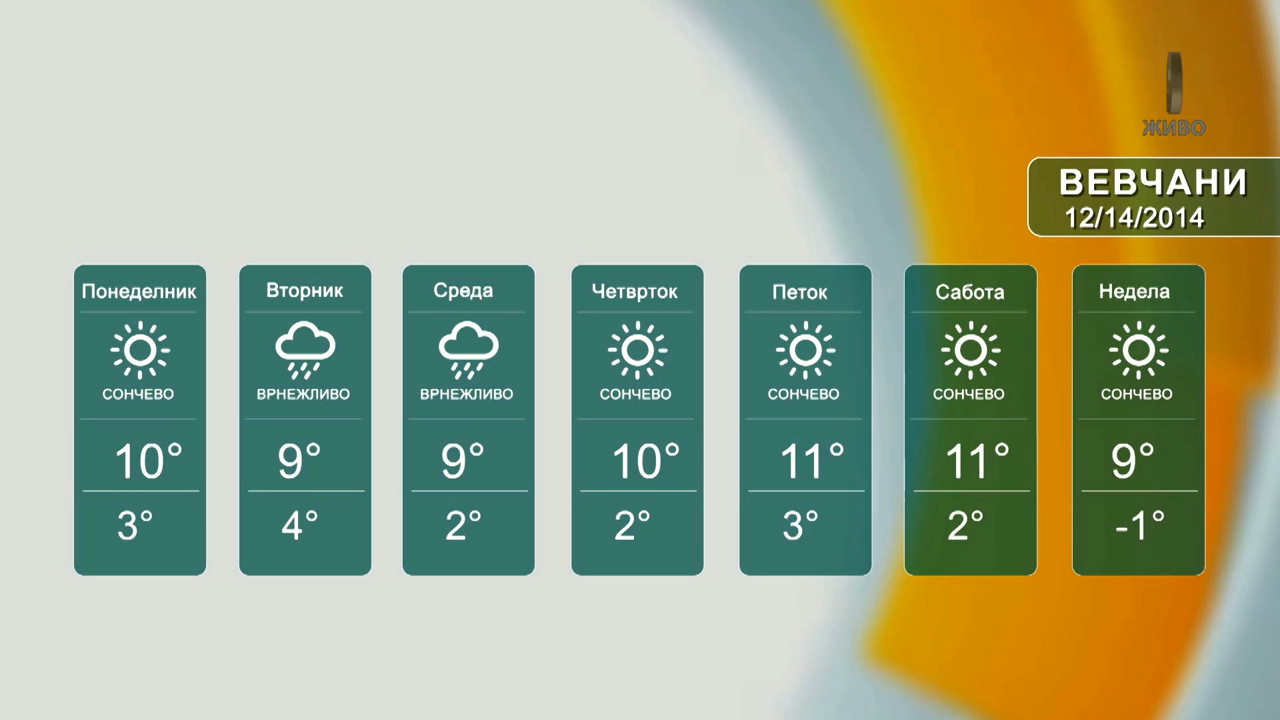 ЖИВО
ВЕВЧАНИ
12/14/2014
Понеделник
СОНЧЕВО
10°
3°
Вторник
ВРНЕЖЛИВО
9°
4°
Среда
ВРНЕЖЛИВО
9°
2°
Четврток
СОНЧЕВО
10°
2°
Петок
СОНЧЕВО
11°
3°
Сабота
СОНЧЕВО
11°
2°
Недела
СОНЧЕВО
9°
-1°